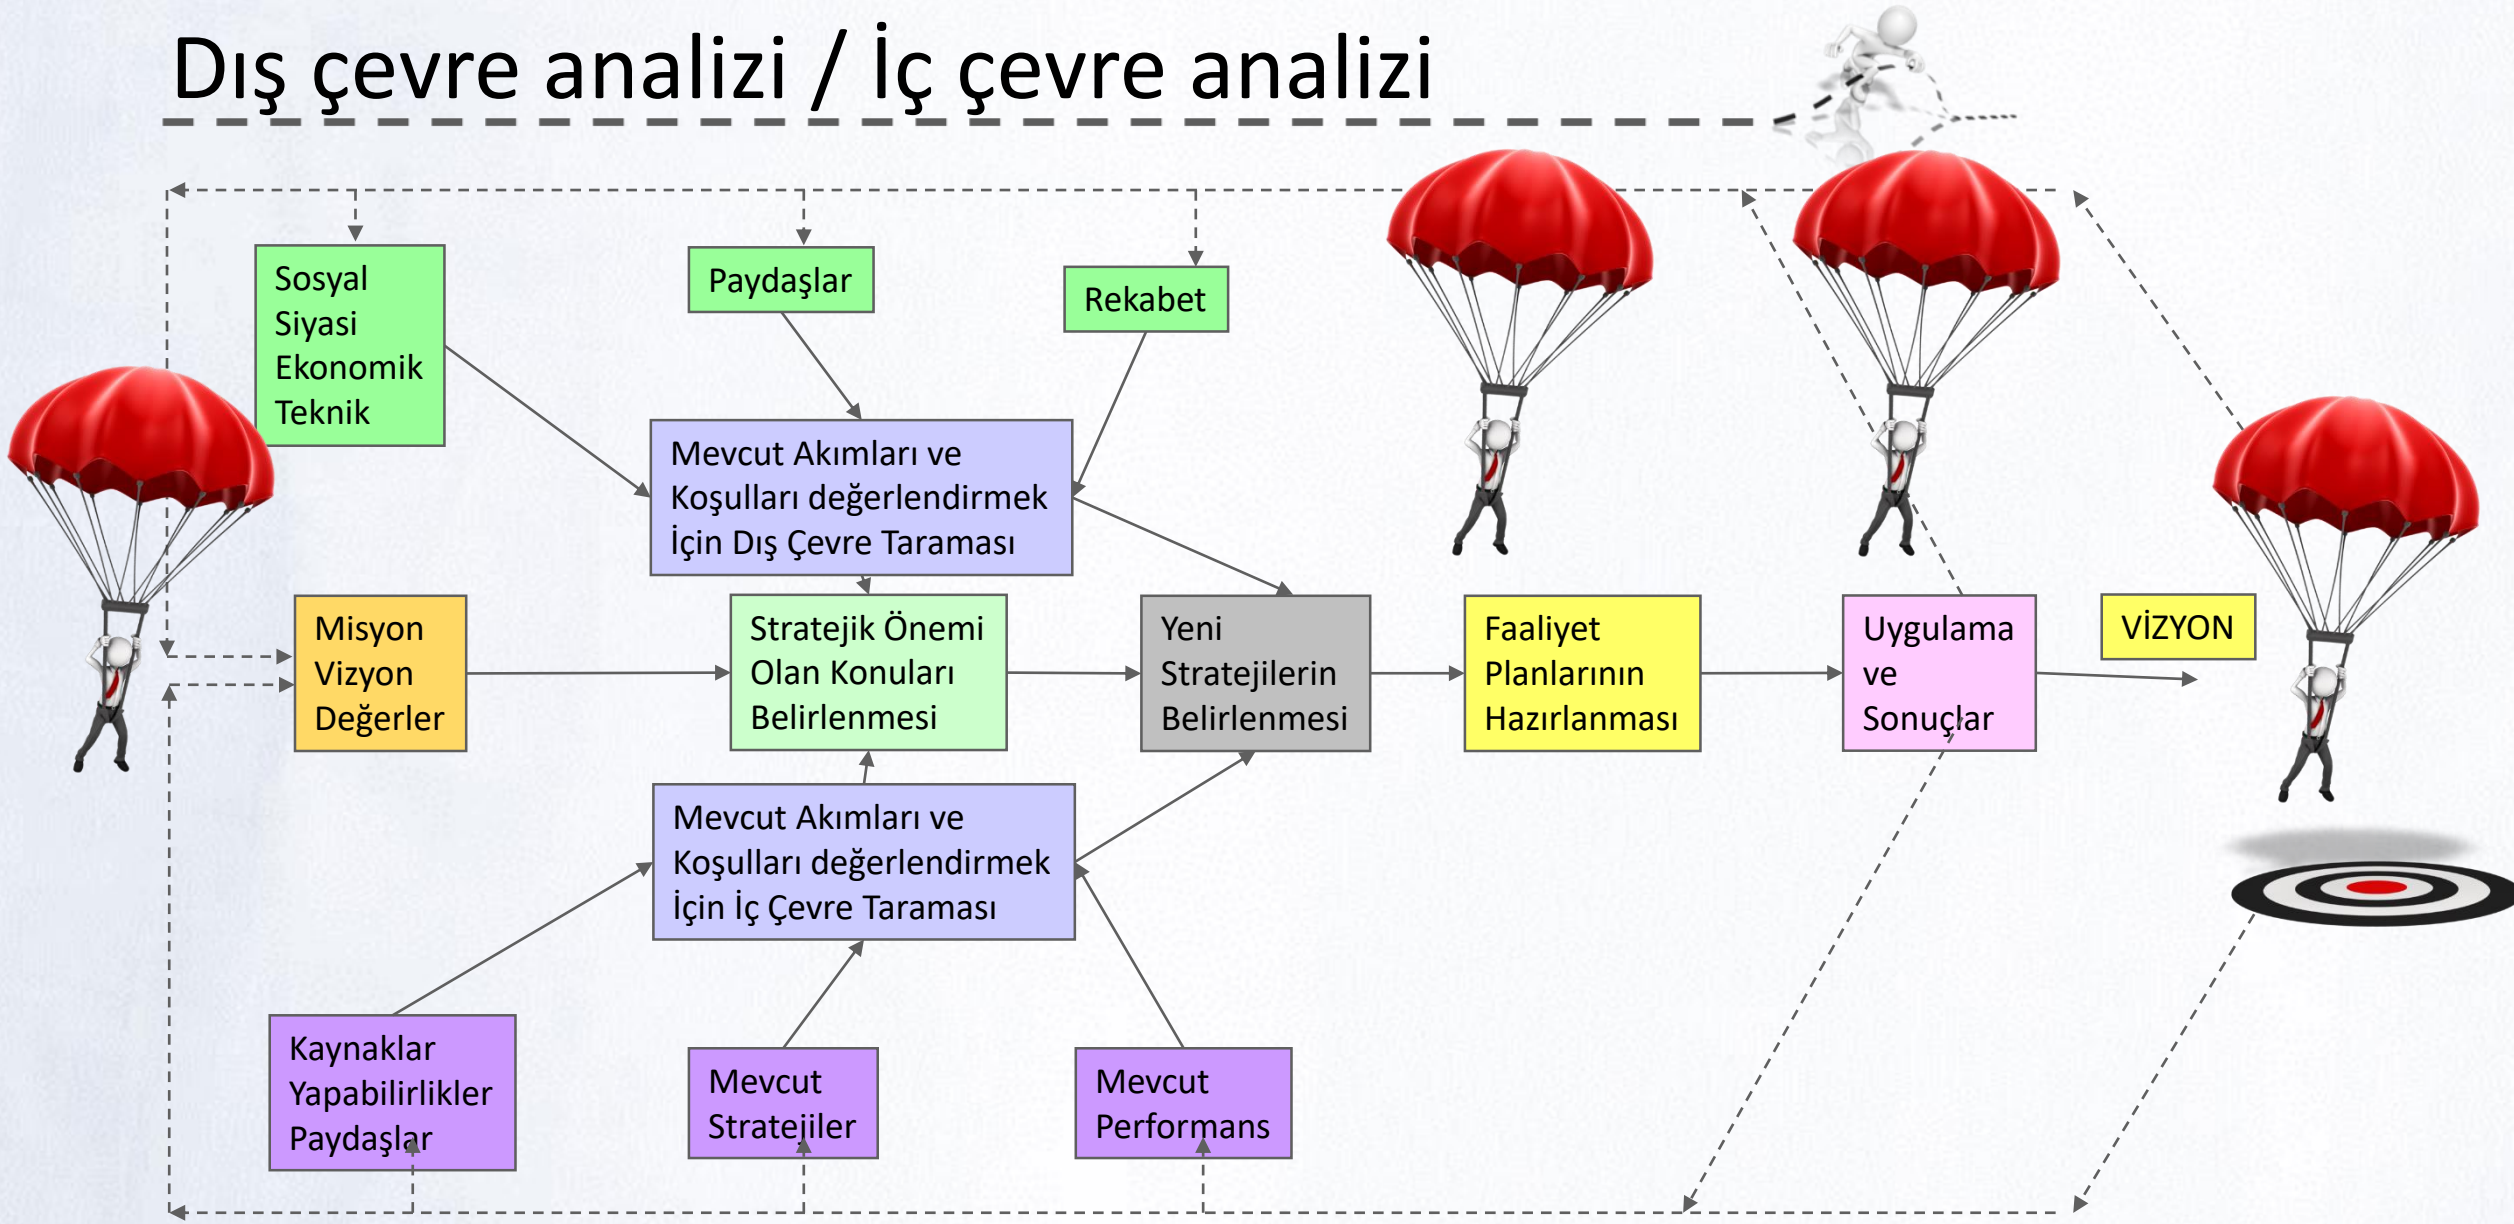 Dış çevre analizi / İç çevre analizi
Sosyal
Siyasi
Ekonomik
Teknik
Paydaşlar
Rekabet
Mevcut Akımları ve
Koşulları değerlendirmek
İçin Dış Çevre Taraması
Misyon
Vizyon
Değerler
Stratejik Önemi
Olan Konuları
Belirlenmesi
Yeni
Stratejilerin
Belirlenmesi
Faaliyet
Planlarının
Hazırlanması
Uygulama
ve
Sonuçlar
VİZYON
Mevcut Akımları ve
Koşulları değerlendirmek
İçin İç Çevre Taraması
Kaynaklar
Yapabilirlikler
Paydaşlar
Mevcut
Stratejiler
Mevcut
Performans